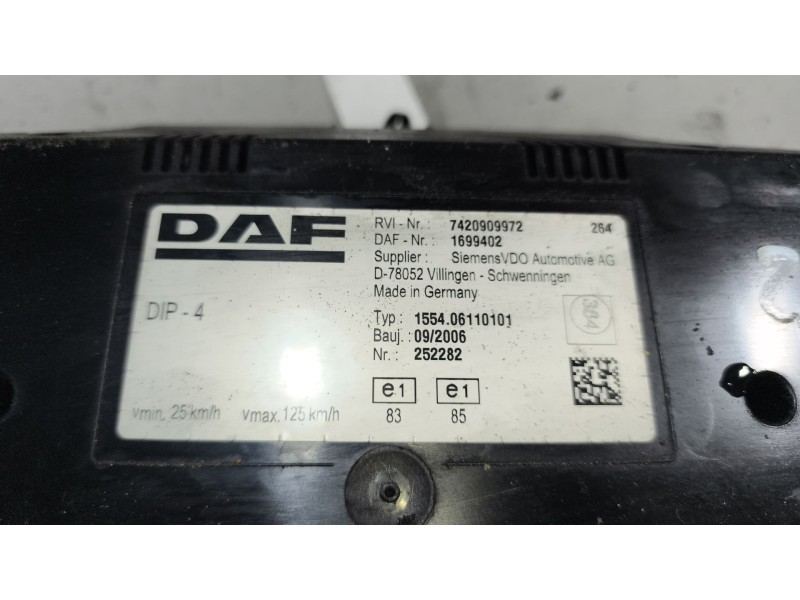 DAF
RVI - Nr. : 7420909972 264
DAF - Nr. : 1699402
Supplier : SiemensVDO Automotive AG
D-78052 Villingen - Schwenningen
Made in Germany
DIP - 4
384
Typ : 1554.06110101
Bauj. : 09/2006
Nr. : 252282
e1 e1
vmin. 25 km/h vmax. 125 km/h 83 85